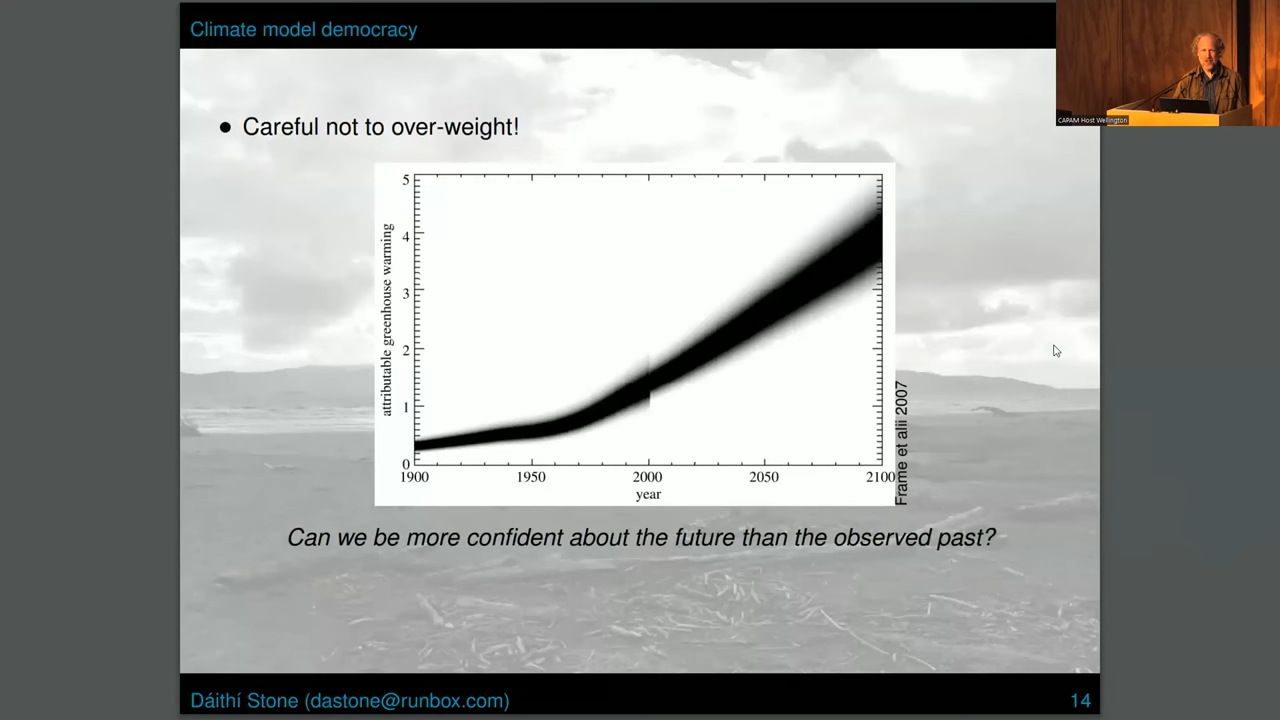 Climate model democracy
CAPAM Host Wellington
● Careful not to over-weight!
attributable greenhouse warming
5
4
3
2
1
0
1900 1950 2000 2050 2100
year
Frame et alii 2007
Can we be more confident about the future than the observed past?
Dáithí Stone (dastone@runbox.com) 14